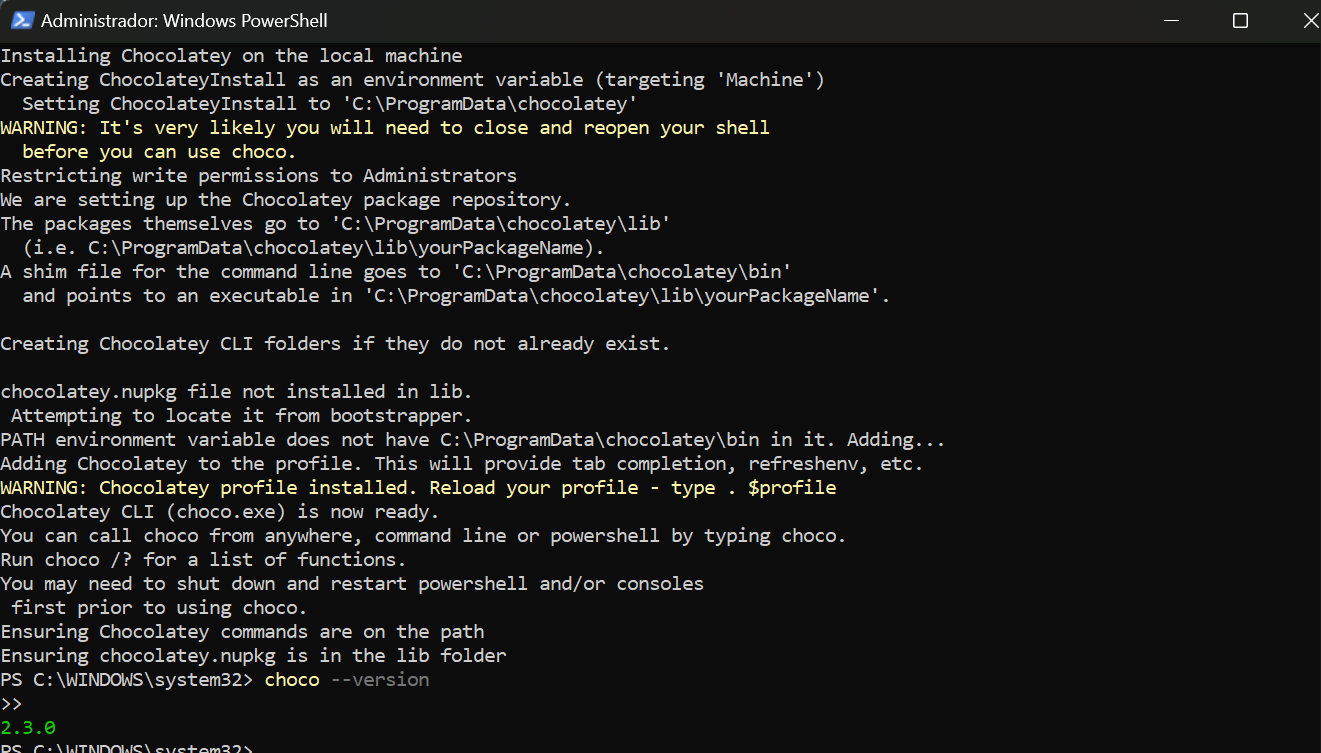 Administrador: Windows PowerShell
Installing Chocolatey on the local machine
Creating ChocolateyInstall as an environment variable (targeting 'Machine')
  Setting ChocolateyInstall to 'C:\ProgramData\chocolatey'
WARNING: It's very likely you will need to close and reopen your shell
  before you can use choco.
Restricting write permissions to Administrators
We are setting up the Chocolatey package repository.
The packages themselves go to 'C:\ProgramData\chocolatey\lib'
  (i.e. C:\ProgramData\chocolatey\lib\yourPackageName).
A shim file for the command line goes to 'C:\ProgramData\chocolatey\bin'
  and points to an executable in 'C:\ProgramData\chocolatey\lib\yourPackageName'.

Creating Chocolatey CLI folders if they do not already exist.

chocolatey.nupkg file not installed in lib.
 Attempting to locate it from bootstrapper.
PATH environment variable does not have C:\ProgramData\chocolatey\bin in it. Adding...
Adding Chocolatey to the profile. This will provide tab completion, refreshenv, etc.
WARNING: Chocolatey profile installed. Reload your profile - type . $profile
Chocolatey CLI (choco.exe) is now ready.
You can call choco from anywhere, command line or powershell by typing choco.
Run choco /? for a list of functions.
You may need to shut down and restart powershell and/or consoles
 first prior to using choco.
Ensuring Chocolatey commands are on the path
Ensuring chocolatey.nupkg is in the lib folder
PS C:\WINDOWS\system32> choco --version
>>
2.3.0
PS C:\WINDOWS\system32>